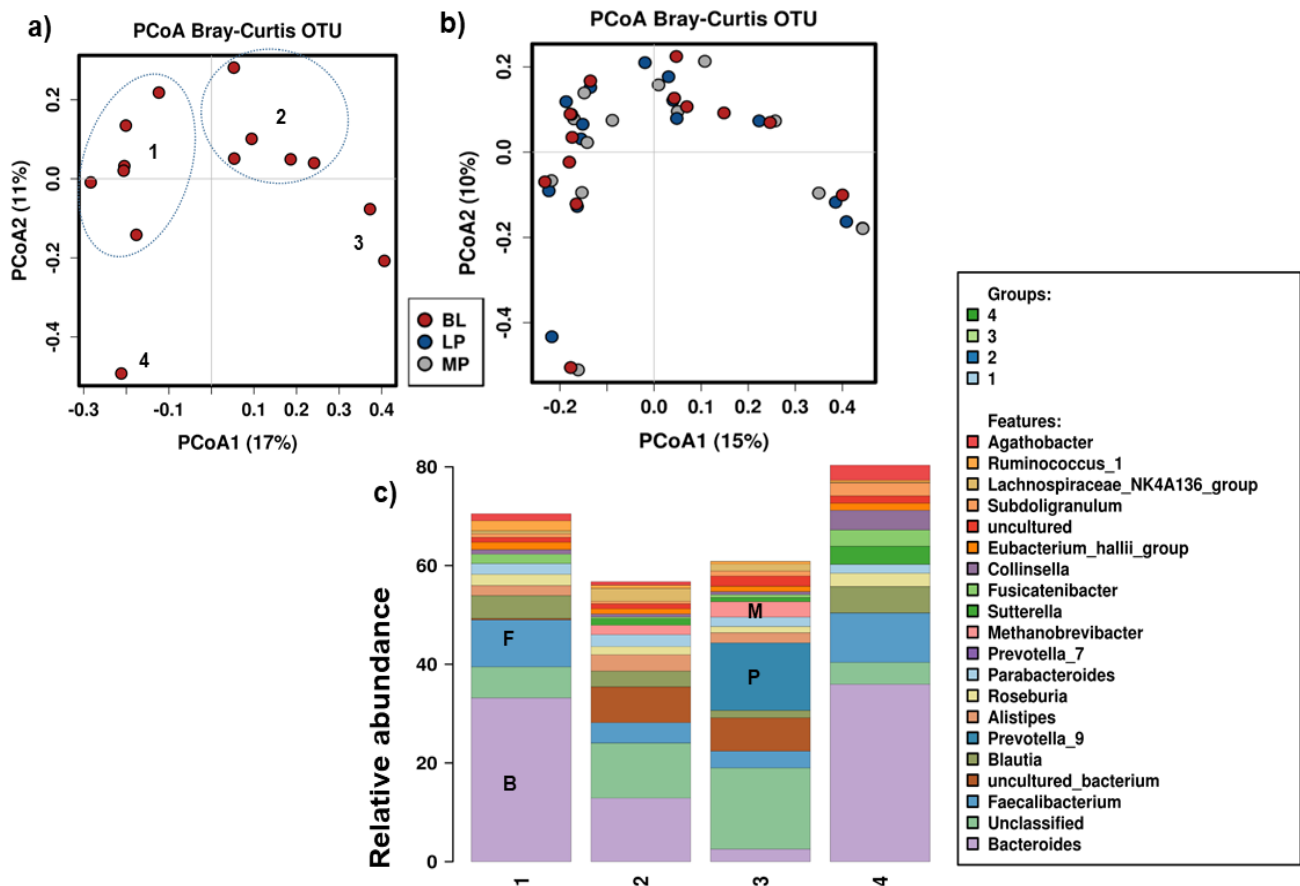 a)
PCoA Bray-Curtis OTU
PCoA2 (11%)
0.2
0.0
-0.2
-0.4
1
2
3
4
-0.3
-0.1
0.1
0.2
0.3
0.4
PCoA1 (17%)
BL
LP
MP
b)
PCoA Bray-Curtis OTU
PCoA2 (10%)
0.2
0.0
-0.2
-0.4
-0.2
0.0
0.1
0.2
0.3
0.4
PCoA1 (15%)
c)
Relative abundance
80
60
40
20
0
F
B
M
P
1
2
3
4
Groups:
4
3
2
1
Features:
Agathobacter
Ruminococcus_1
Lachnospiraceae_NK4A136_group
Subdoligranulum
uncultured
Eubacterium_hallii_group
Collinsella
Fusicatenibacter
Sutterella
Methanobrevibacter
Prevotella_7
Parabacteroides
Roseburia
Alistipes
Prevotella_9
Blautia
uncultured_bacterium
Faecalibacterium
Unclassified
Bacteroides